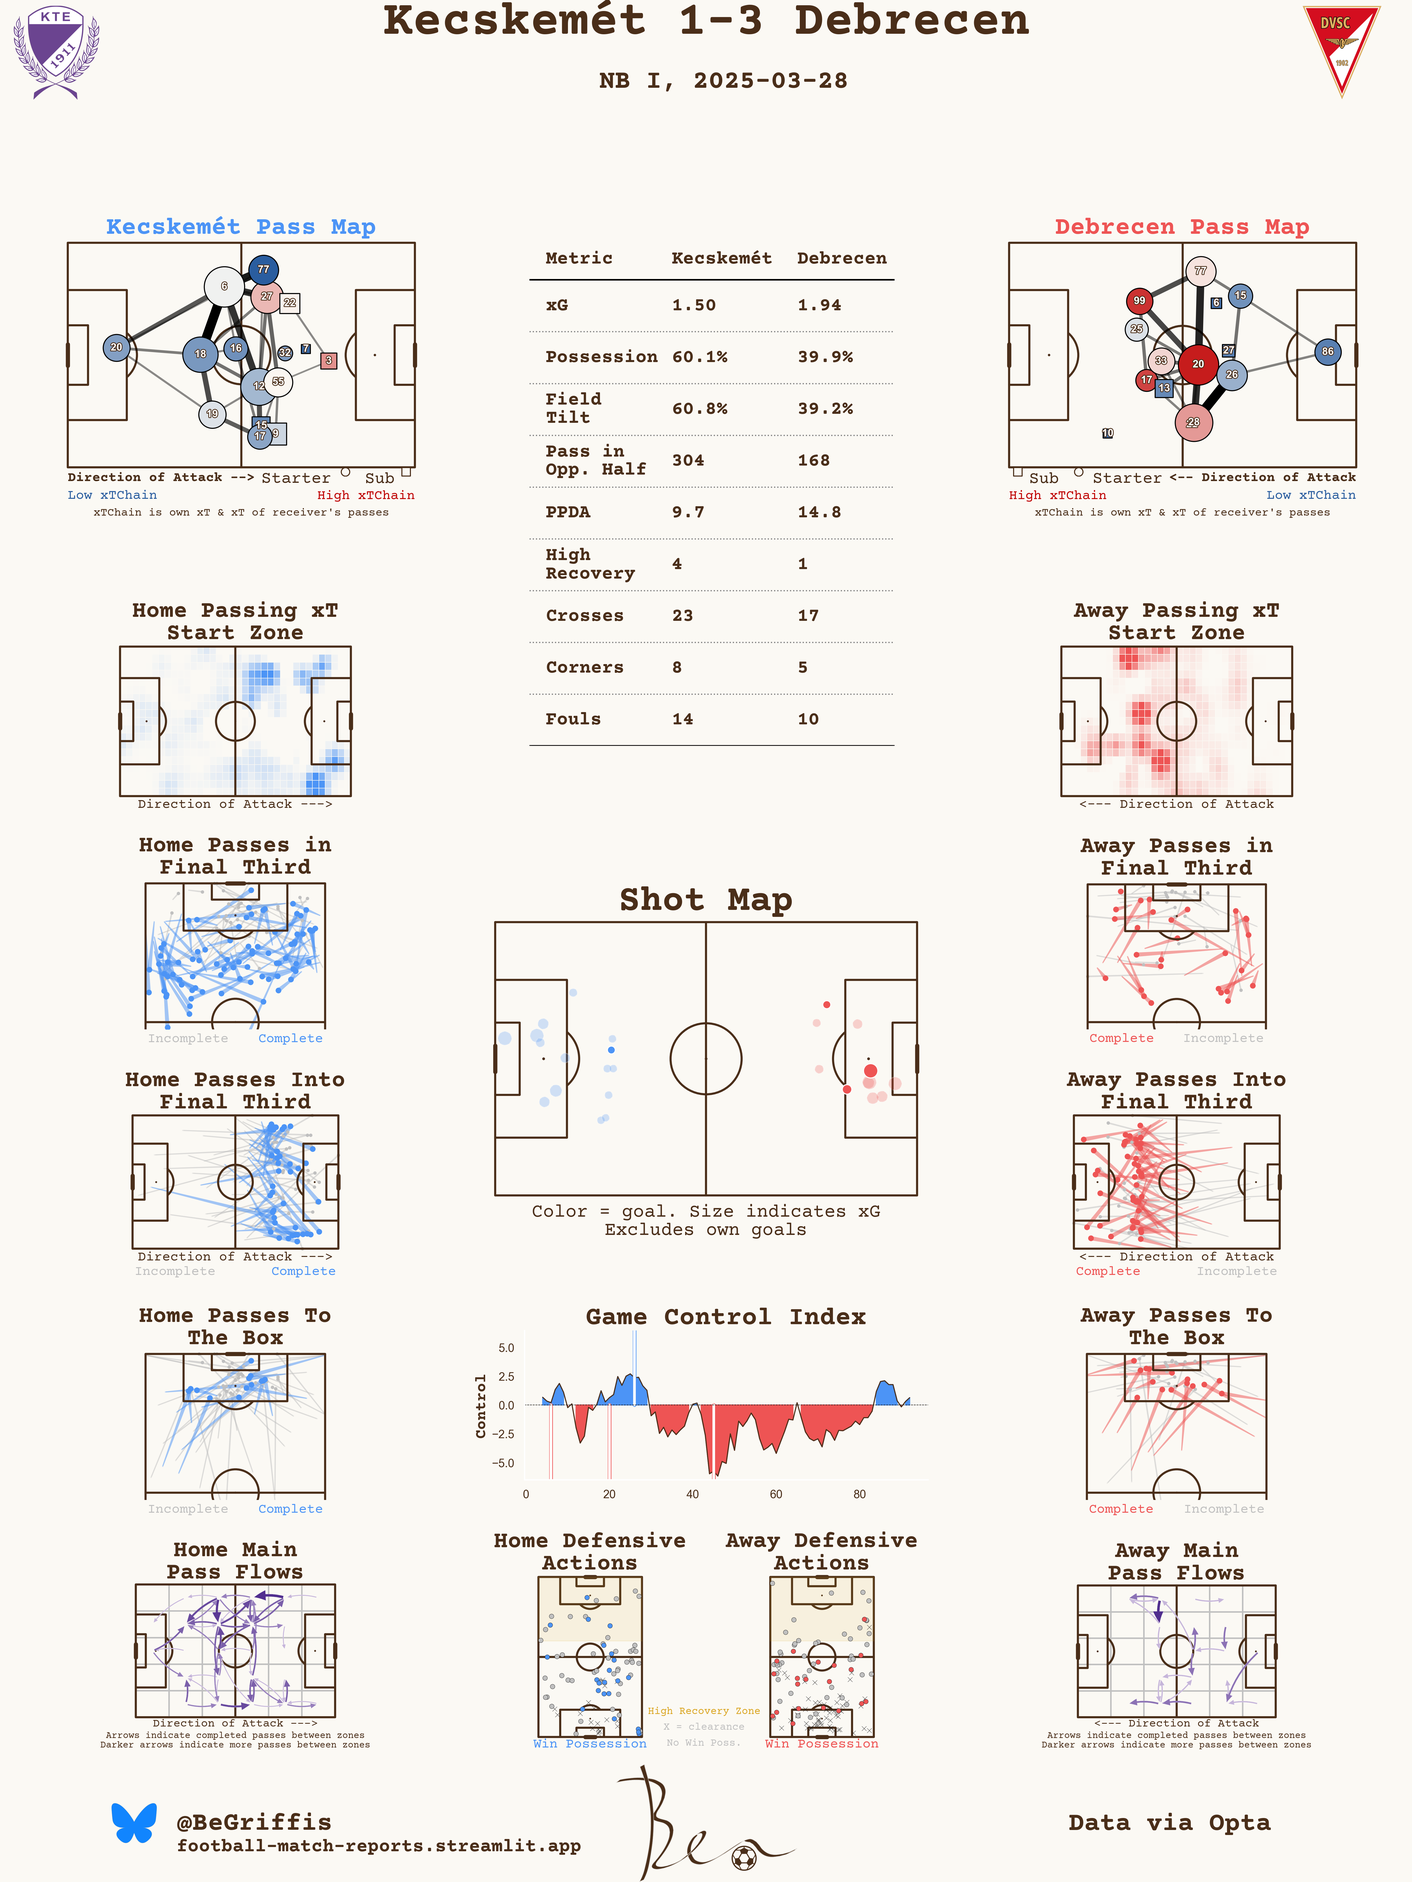 Kecskemét 1-3 Debrecen
NB I, 2025-03-28
KTE
1911
DVSC
1902
Kecskemét Pass Map
77
6
27
22
20
18
16
32
7
3
12
55
19
15
17
9
Direction of Attack --> Starter Sub
Low xTChain High xTChain
xTChain is own xT & xT of receiver's passes
Metric Kecskemét Debrecen
xG 1.50 1.94
Possession 60.1% 39.9%
Field
Tilt 60.8% 39.2%
Pass in
Opp. Half 304 168
PPDA 9.7 14.8
High
Recovery 4 1
Crosses 23 17
Corners 8 5
Fouls 14 10
Debrecen Pass Map
77
99
6
15
25
33
20
27
86
17
13
26
28
10
Sub Starter <-- Direction of Attack
High xTChain Low xTChain
xTChain is own xT & xT of receiver's passes
Home Passing xT
Start Zone
Direction of Attack --->
Away Passing xT
Start Zone
<--- Direction of Attack
Home Passes in
Final Third
Incomplete Complete
Away Passes in
Final Third
Complete Incomplete
Shot Map
Color = goal. Size indicates xG
Excludes own goals
Home Passes Into
Final Third
Direction of Attack --->
Incomplete Complete
Away Passes Into
Final Third
<--- Direction of Attack
Complete Incomplete
Home Passes To
The Box
Incomplete Complete
Game Control Index
Control
5.0
2.5
0.0
−2.5
−5.0
0 20 40 60 80
Away Passes To
The Box
Complete Incomplete
Home Main
Pass Flows
Direction of Attack --->
Arrows indicate completed passes between zones
Darker arrows indicate more passes between zones
Home Defensive
Actions
Win Possession
Away Defensive
Actions
Win Possession
High Recovery Zone
X = clearance
No Win Poss.
Away Main
Pass Flows
<--- Direction of Attack
Arrows indicate completed passes between zones
Darker arrows indicate more passes between zones
@BeGriffis
football-match-reports.streamlit.app
Ben
Data via Opta